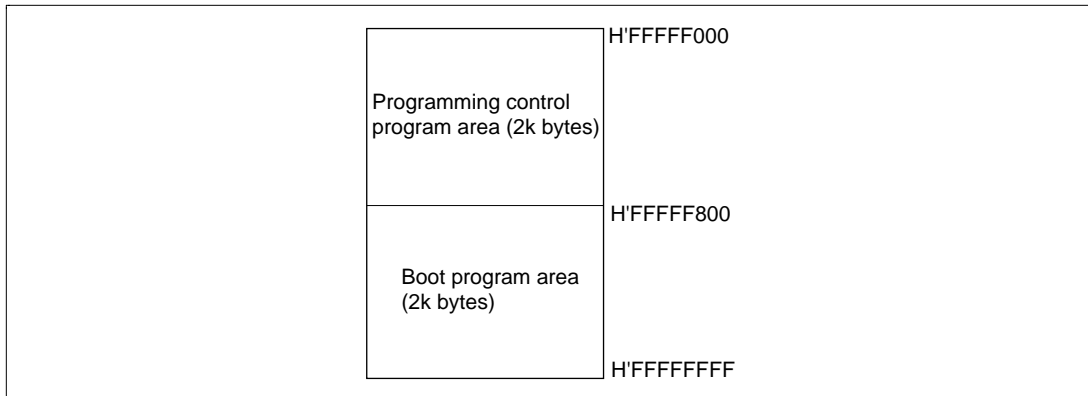 H'FFFFF000
Programming control
program area (2k bytes)
H'FFFFF800
Boot program area
(2k bytes)
H'FFFFFFFF